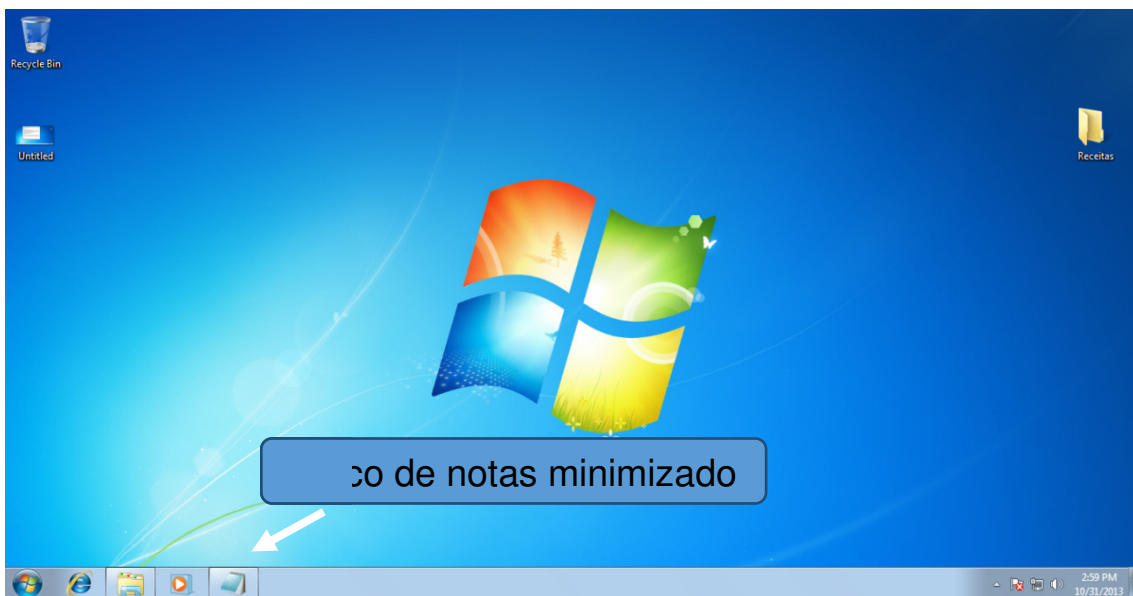 Recycle Bin
Untitled
Receitas
co de notas minimizado
2:59 PM
10/31/2013